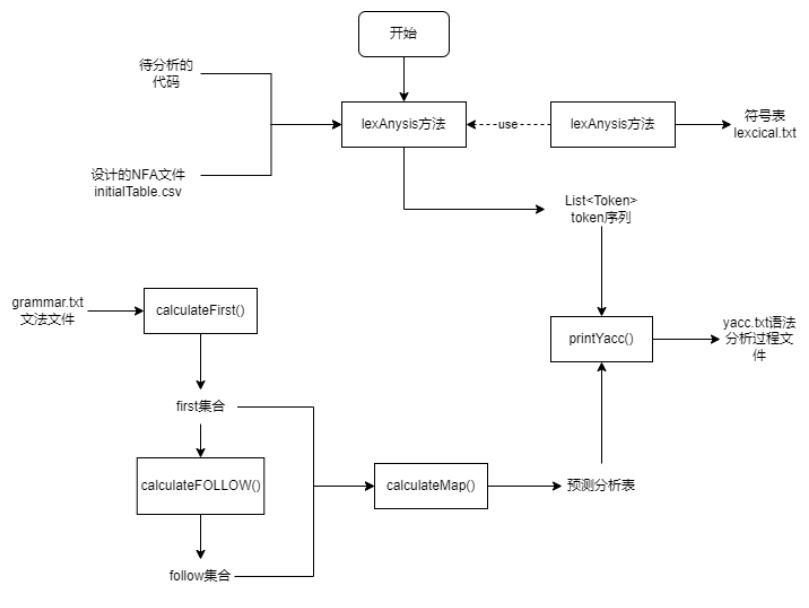 开始
待分析的
代码
lexAnysis方法
use
lexAnysis方法
符号表
lexcical.txt
设计的NFA文件
initialTable.csv
List<Token>
token序列
grammar.txt
文法文件
calculateFirst()
printYacc()
yacc.txt语法
分析过程文
件
first集合
calculateFOLLOW()
calculateMap()
预测分析表
follow集合